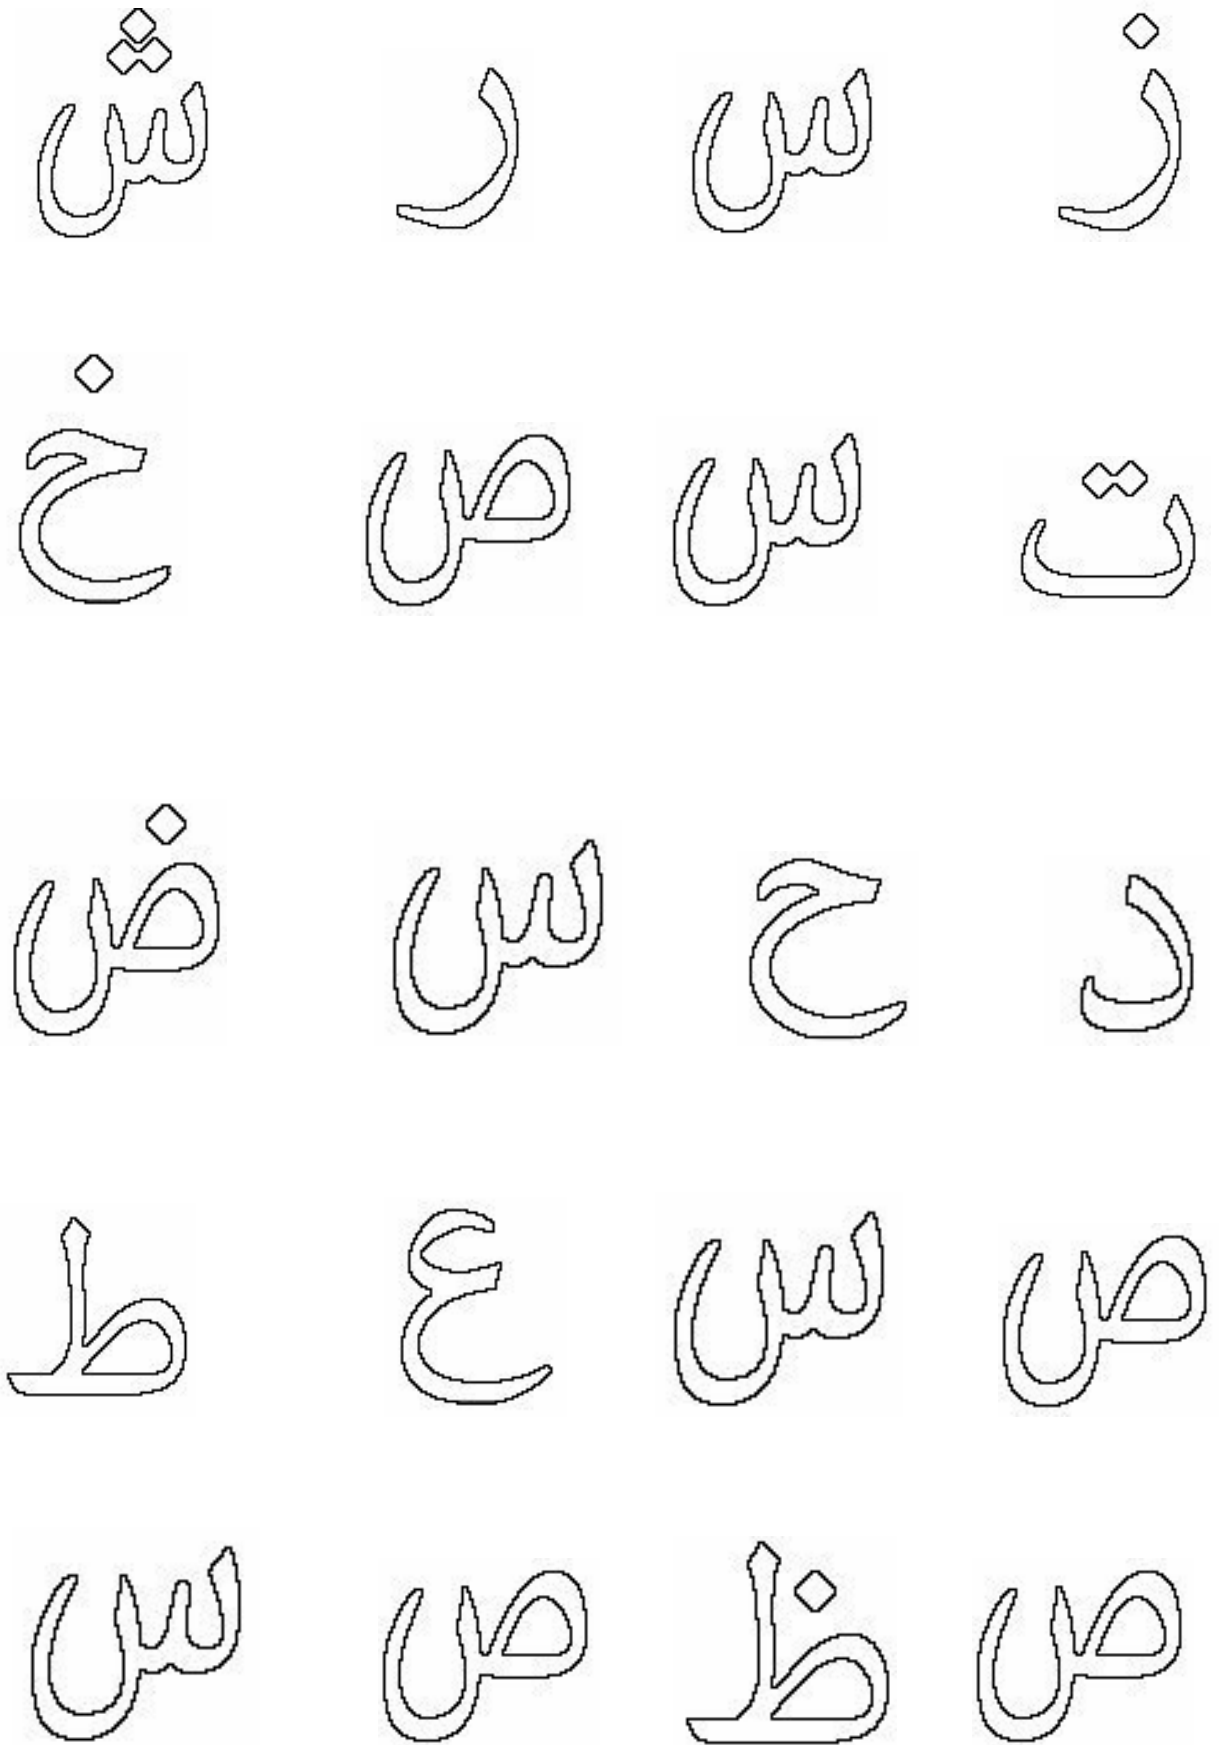 ز س ر ش
ت س ص خ
د ح س ض
ص س ع ط
ص ظ ص س